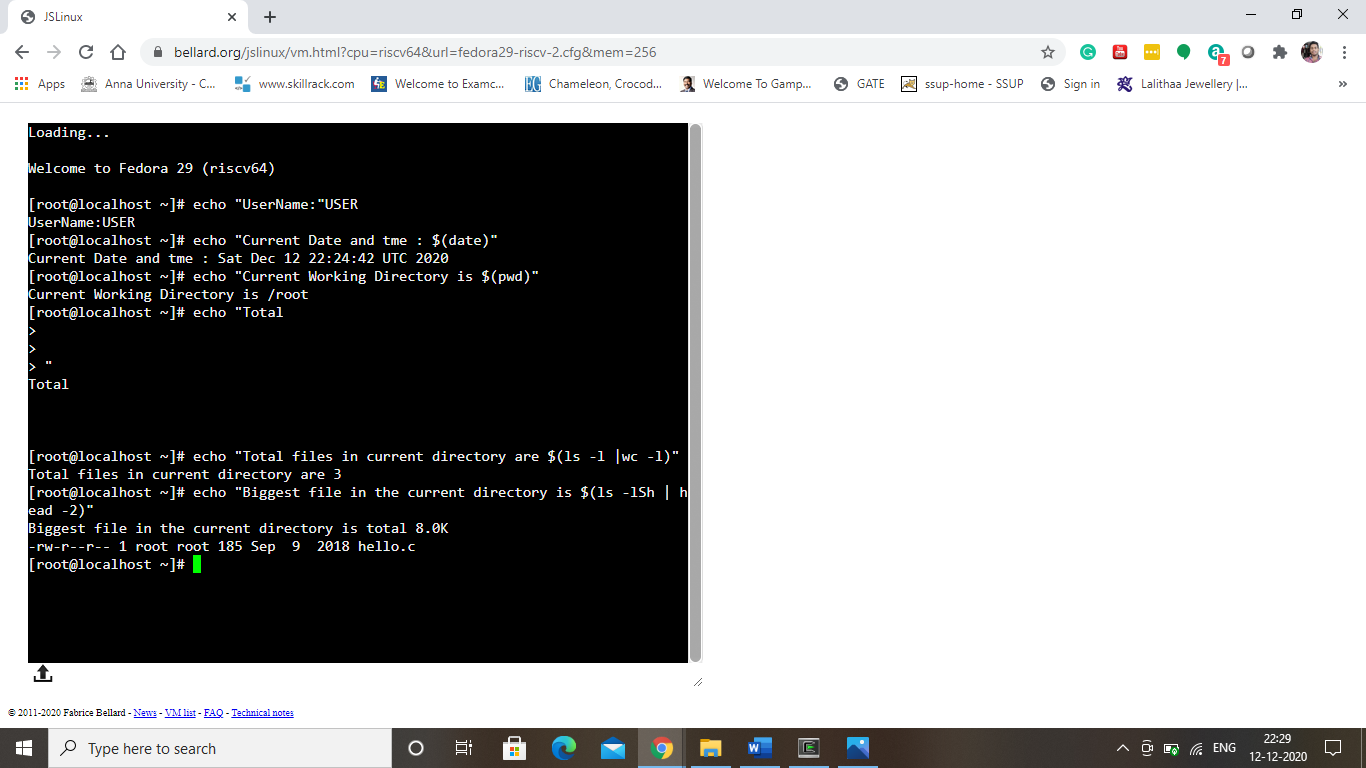 JSLinux
bellard.org/jslinux/vm.html?cpu=riscv64&url=fedora29-riscv-2.cfg&mem=256
7
Apps
Anna University - C...
www.skillrack.com
Welcome to Examc...
Chameleon, Crocod...
Welcome To Gamp...
GATE
ssup-home - SSUP
Sign in
Lalithaa Jewellery |...
»
Loading...
Welcome to Fedora 29 (riscv64)
[root@localhost ~]# echo "UserName:"USER
UserName:USER
[root@localhost ~]# echo "Current Date and tme : $(date)"
Current Date and tme : Sat Dec 12 22:24:42 UTC 2020
[root@localhost ~]# echo "Current Working Directory is $(pwd)"
Current Working Directory is /root
[root@localhost ~]# echo "Total
>
>
> "
Total
[root@localhost ~]# echo "Total files in current directory are $(ls -l |wc -l)"
Total files in current directory are 3
[root@localhost ~]# echo "Biggest file in the current directory is $(ls -lSh | h
ead -2)"
Biggest file in the current directory is total 8.0K
-rw-r--r-- 1 root root 185 Sep  9  2018 hello.c
[root@localhost ~]#
© 2011-2020 Fabrice Bellard - News - VM list - FAQ - Technical notes
Type here to search
ENG
22:29
12-12-2020